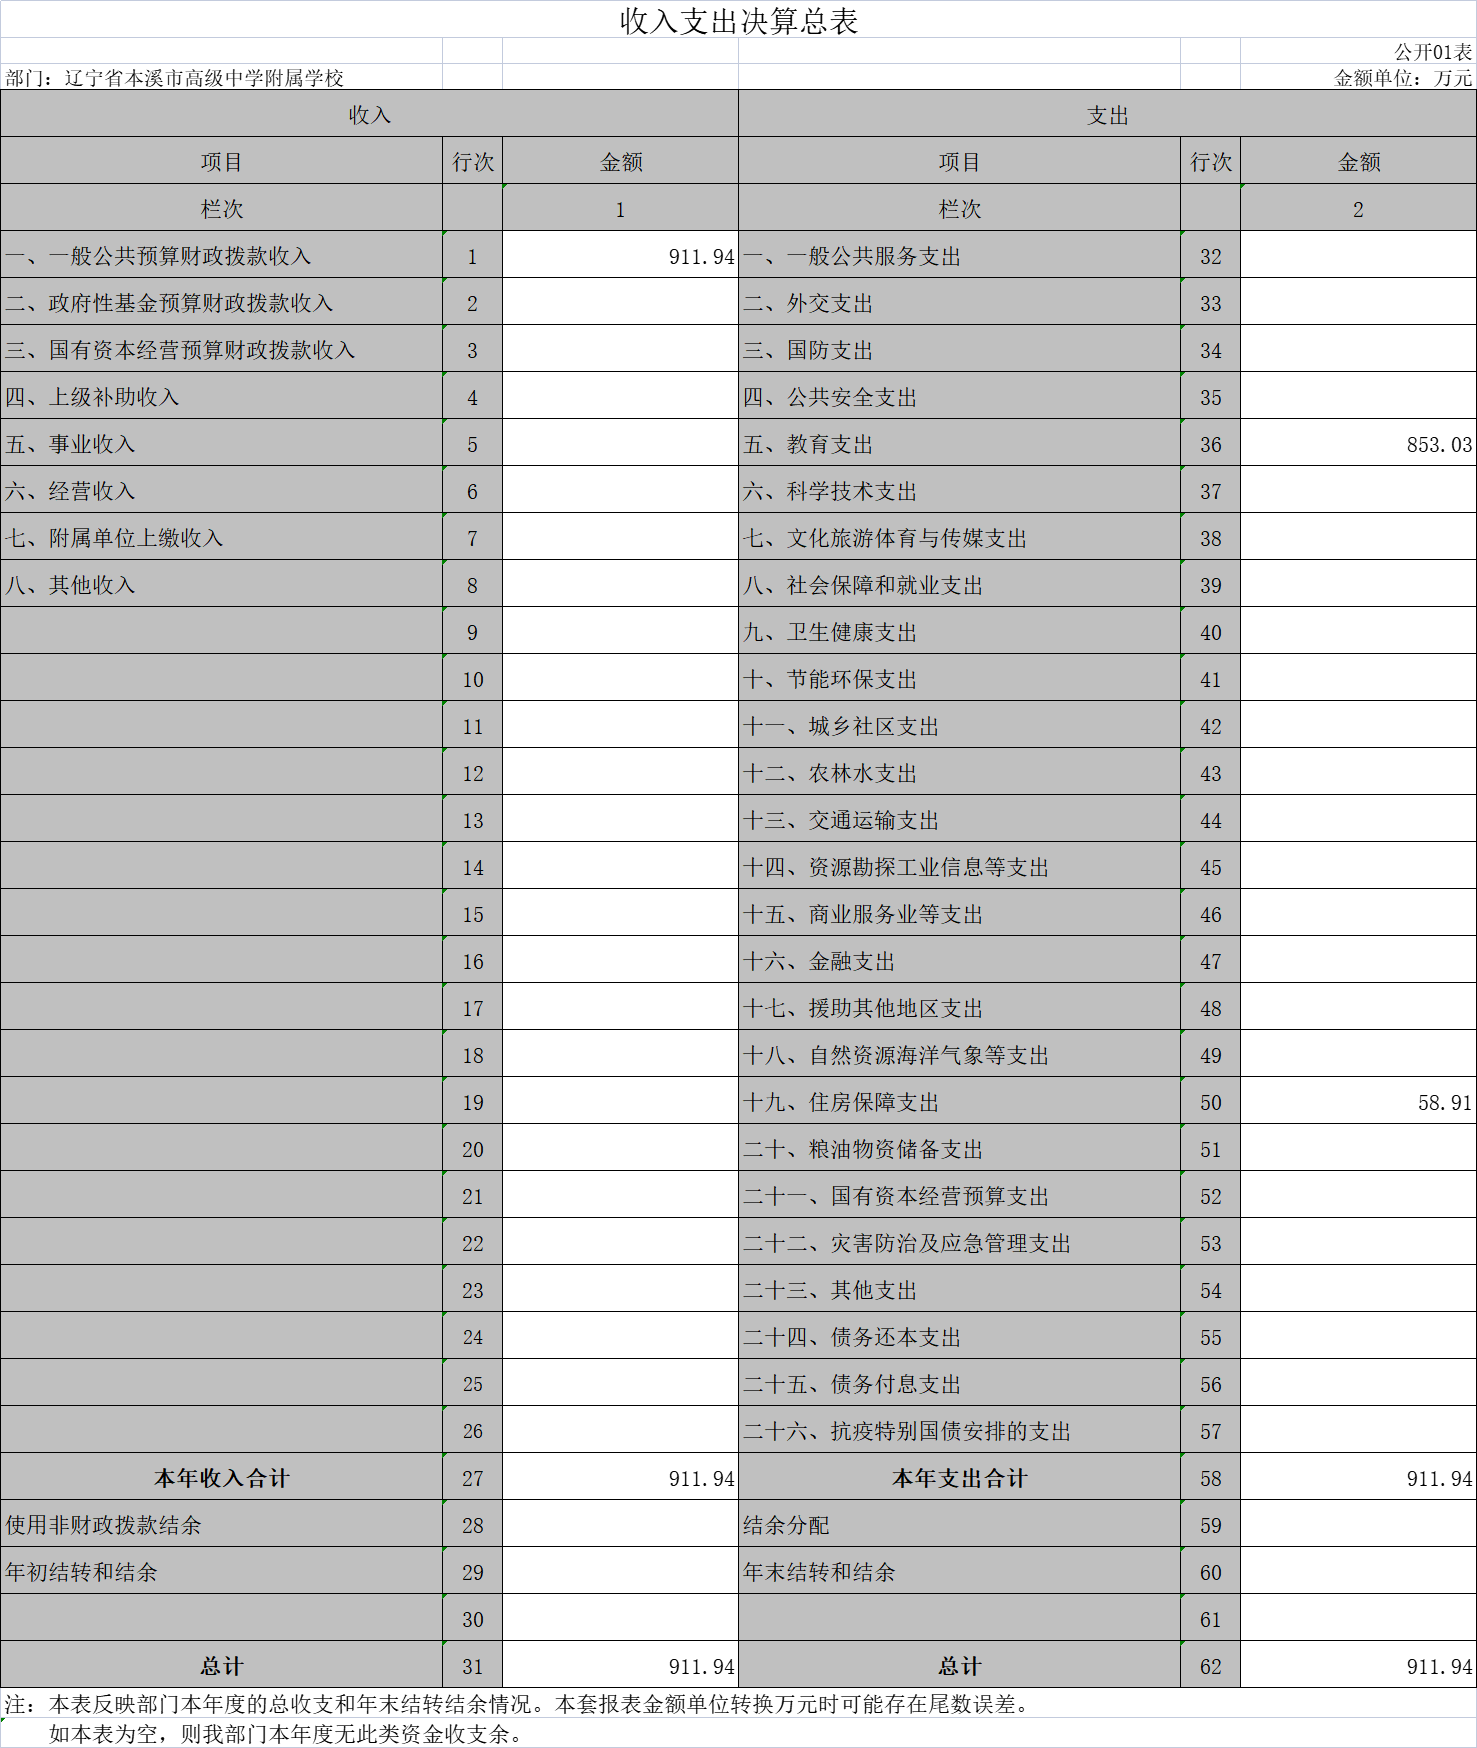 收入支出决算总表
公开01表
部门：辽宁省本溪市高级中学附属学校 金额单位：万元
收入 支出
项目 行次 金额 项目 行次 金额
栏次 1 栏次 2
一、一般公共预算财政拨款收入 1 911.94 一、一般公共服务支出 32
二、政府性基金预算财政拨款收入 2 二、外交支出 33
三、国有资本经营预算财政拨款收入 3 三、国防支出 34
四、上级补助收入 4 四、公共安全支出 35
五、事业收入 5 五、教育支出 36 853.03
六、经营收入 6 六、科学技术支出 37
七、附属单位上缴收入 7 七、文化旅游体育与传媒支出 38
八、其他收入 8 八、社会保障和就业支出 39
9 九、卫生健康支出 40
10 十、节能环保支出 41
11 十一、城乡社区支出 42
12 十二、农林水支出 43
13 十三、交通运输支出 44
14 十四、资源勘探工业信息等支出 45
15 十五、商业服务业等支出 46
16 十六、金融支出 47
17 十七、援助其他地区支出 48
18 十八、自然资源海洋气象等支出 49
19 十九、住房保障支出 50 58.91
20 二十、粮油物资储备支出 51
21 二十一、国有资本经营预算支出 52
22 二十二、灾害防治及应急管理支出 53
23 二十三、其他支出 54
24 二十四、债务还本支出 55
25 二十五、债务付息支出 56
26 二十六、抗疫特别国债安排的支出 57
本年收入合计 27 911.94 本年支出合计 58 911.94
使用非财政拨款结余 28 结余分配 59
年初结转和结余 29 年末结转和结余 60
30 61
总计 31 911.94 总计 62 911.94
注：本表反映部门本年度的总收支和年末结转结余情况。本套报表金额单位转换万元时可能存在尾数误差。
如本表为空，则我部门本年度无此类资金收支余。